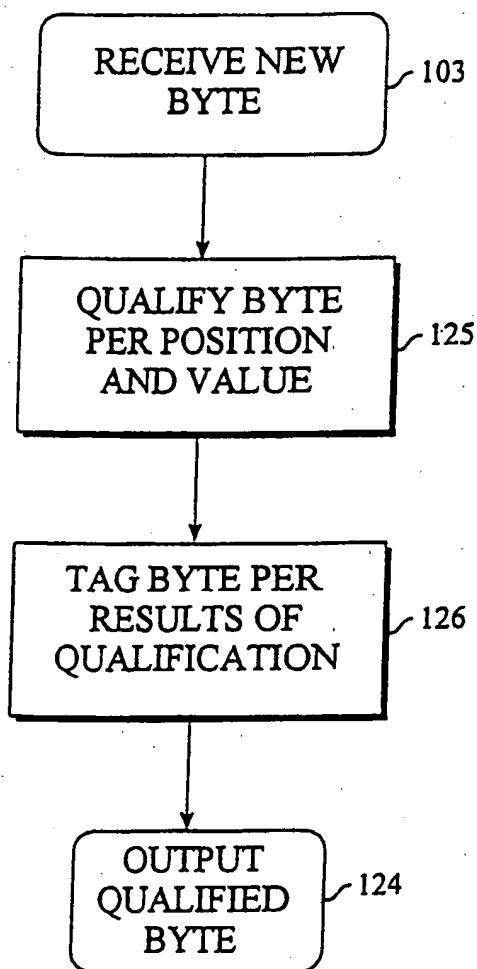 RECEIVE NEW
BYTE
103
QUALIFY BYTE
PER POSITION
AND VALUE
125
TAG BYTE PER
RESULTS OF
QUALIFICATION
126
OUTPUT
QUALIFIED
BYTE
124